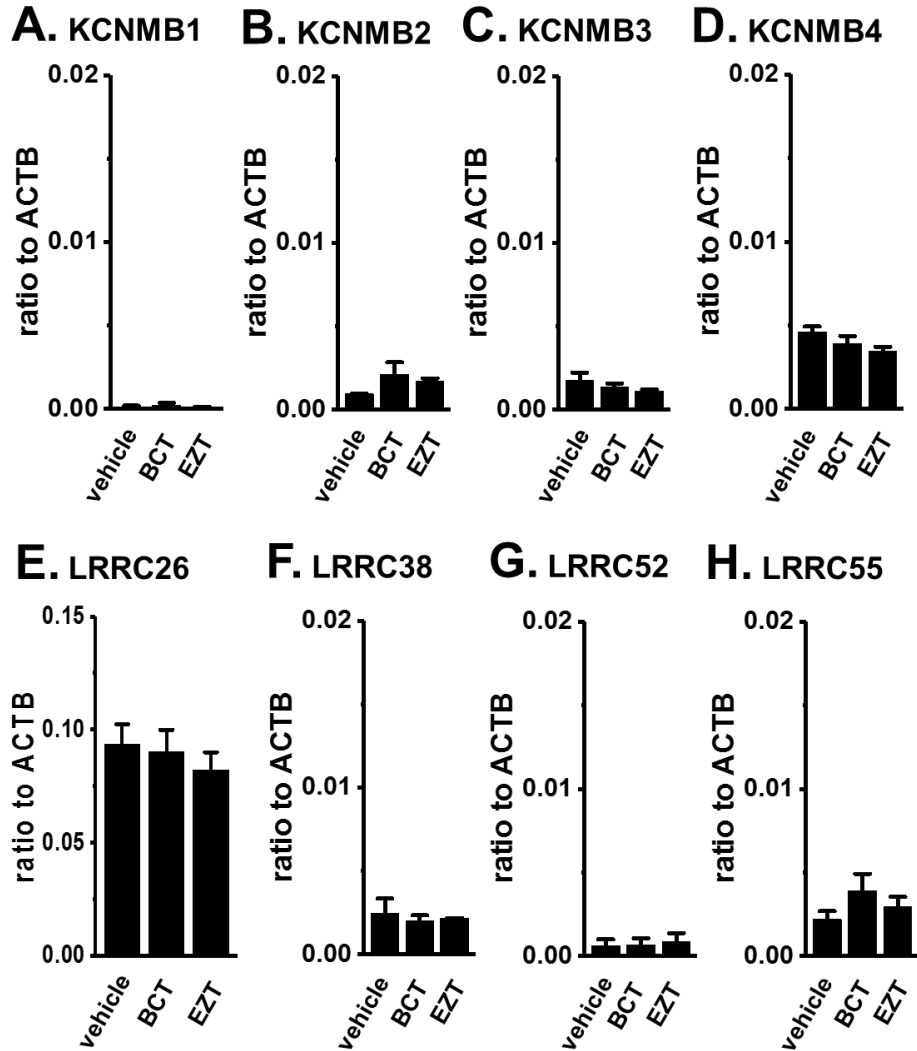 A. KCNMB1
0.02
0.01
0.00
ratio to ACTB
vehicle
BCT
EZT
B. KCNMB2
0.02
0.01
0.00
ratio to ACTB
vehicle
BCT
EZT
C. KCNMB3
0.02
0.01
0.00
ratio to ACTB
vehicle
BCT
EZT
D. KCNMB4
0.02
0.01
0.00
ratio to ACTB
vehicle
BCT
EZT
E. LRRC26
0.15
0.10
0.05
0.00
ratio to ACTB
vehicle
BCT
EZT
F. LRRC38
0.02
0.01
0.00
ratio to ACTB
vehicle
BCT
EZT
G. LRRC52
0.02
0.01
0.00
ratio to ACTB
vehicle
BCT
EZT
H. LRRC55
0.02
0.01
0.00
ratio to ACTB
vehicle
BCT
EZT